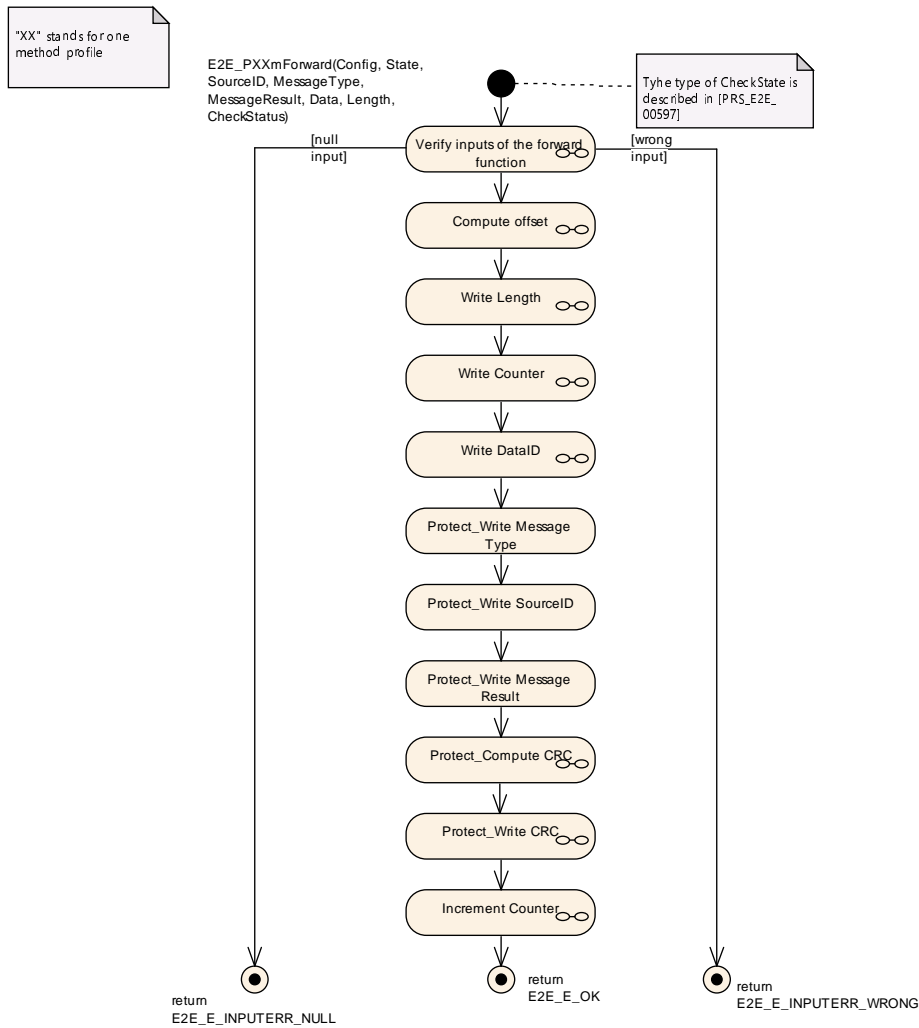 "XX" stands for one
method profile
E2E_PXXmForward(Config, State,
SourceID, MessageType,
MessageResult, Data, Length,
CheckStatus)
Tyhe type of CheckState is
described in [PRS_E2E_
00597]
[null
input]
Verify inputs of the forward
function
[wrong
input]
Compute offset
Write Length
Write Counter
Write DataID
Protect_Write Message
Type
Protect_Write SourceID
Protect_Write Message
Result
Protect_Compute CRC
Protect_Write CRC
Increment Counter
return
E2E_E_INPUTERR_NULL
return
E2E_E_OK
return
E2E_E_INPUTERR_WRONG